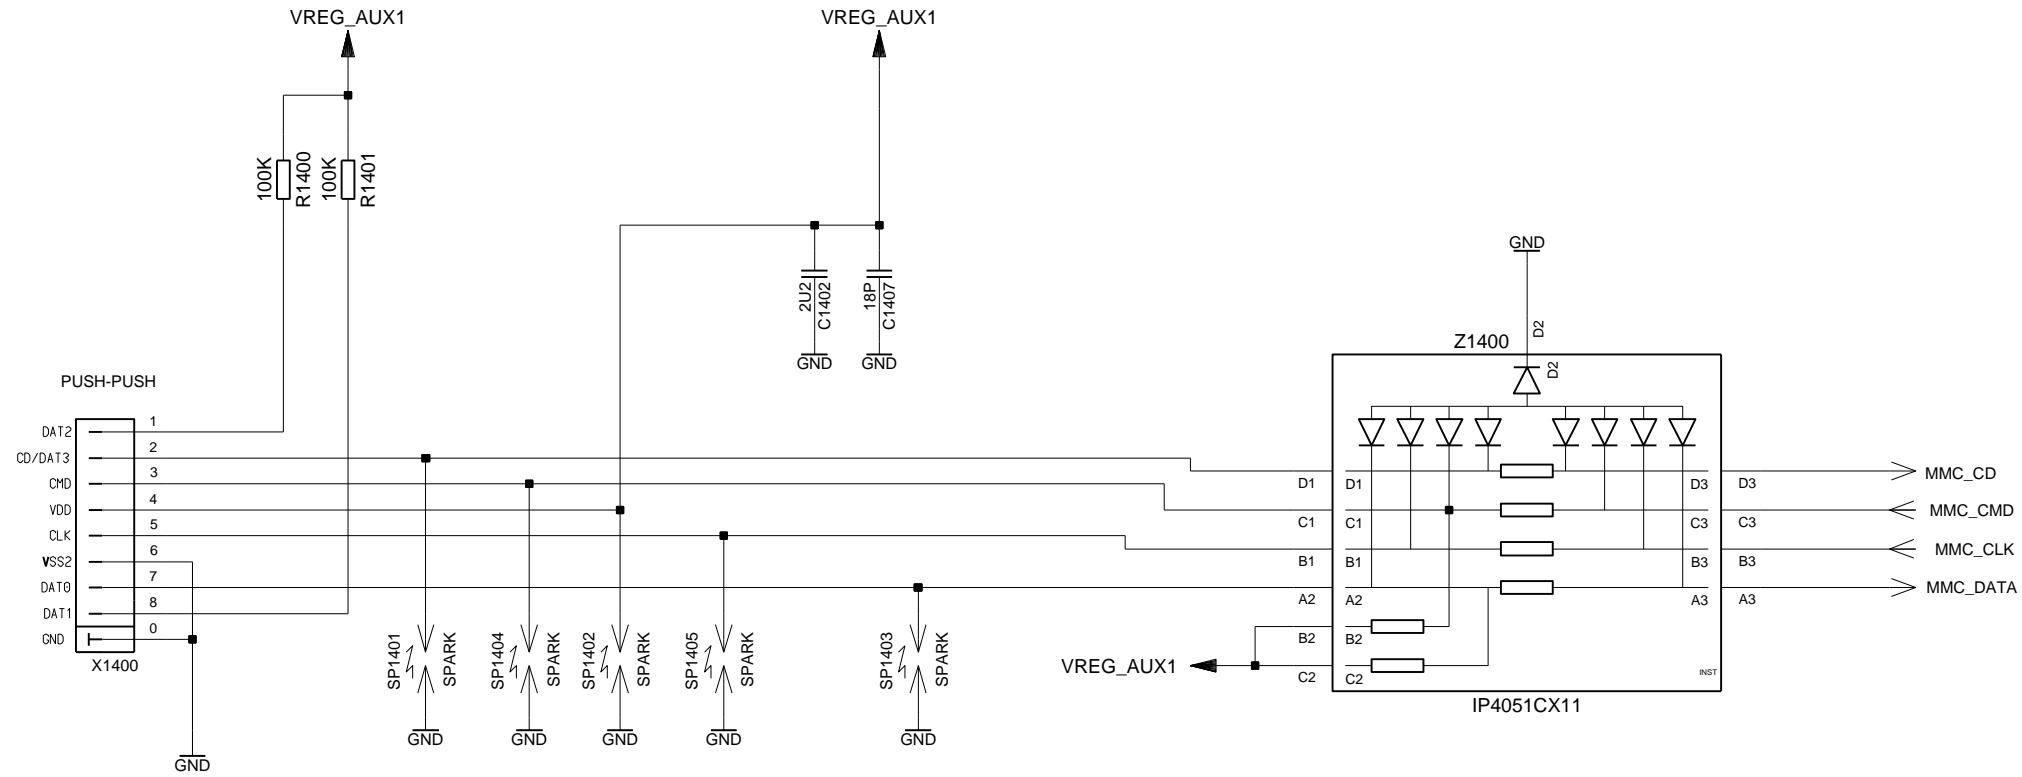 VREG_AUX1
VREG_AUX1
100K
R1400
100K
R1401
2U2
C1402
18P
C1407
GND
GND
GND
D2
Z1400
D2
PUSH-PUSH
DAT2
1
CD/DAT3
2
CMD
3
VDD
4
CLK
5
VSS2
6
DAT0
7
DAT1
8
GND
0
X1400
GND
SP1401
SPARK
GND
SP1404
SPARK
GND
SP1402
SPARK
GND
SP1405
SPARK
GND
SP1403
SPARK
GND
D1
D1
D3
D3
MMC_CD
C1
C1
C3
C3
MMC_CMD
B1
B1
B3
B3
MMC_CLK
A2
A2
A3
A3
MMC_DATA
B2
B2
VREG_AUX1
C2
C2
INST
IP4051CX11